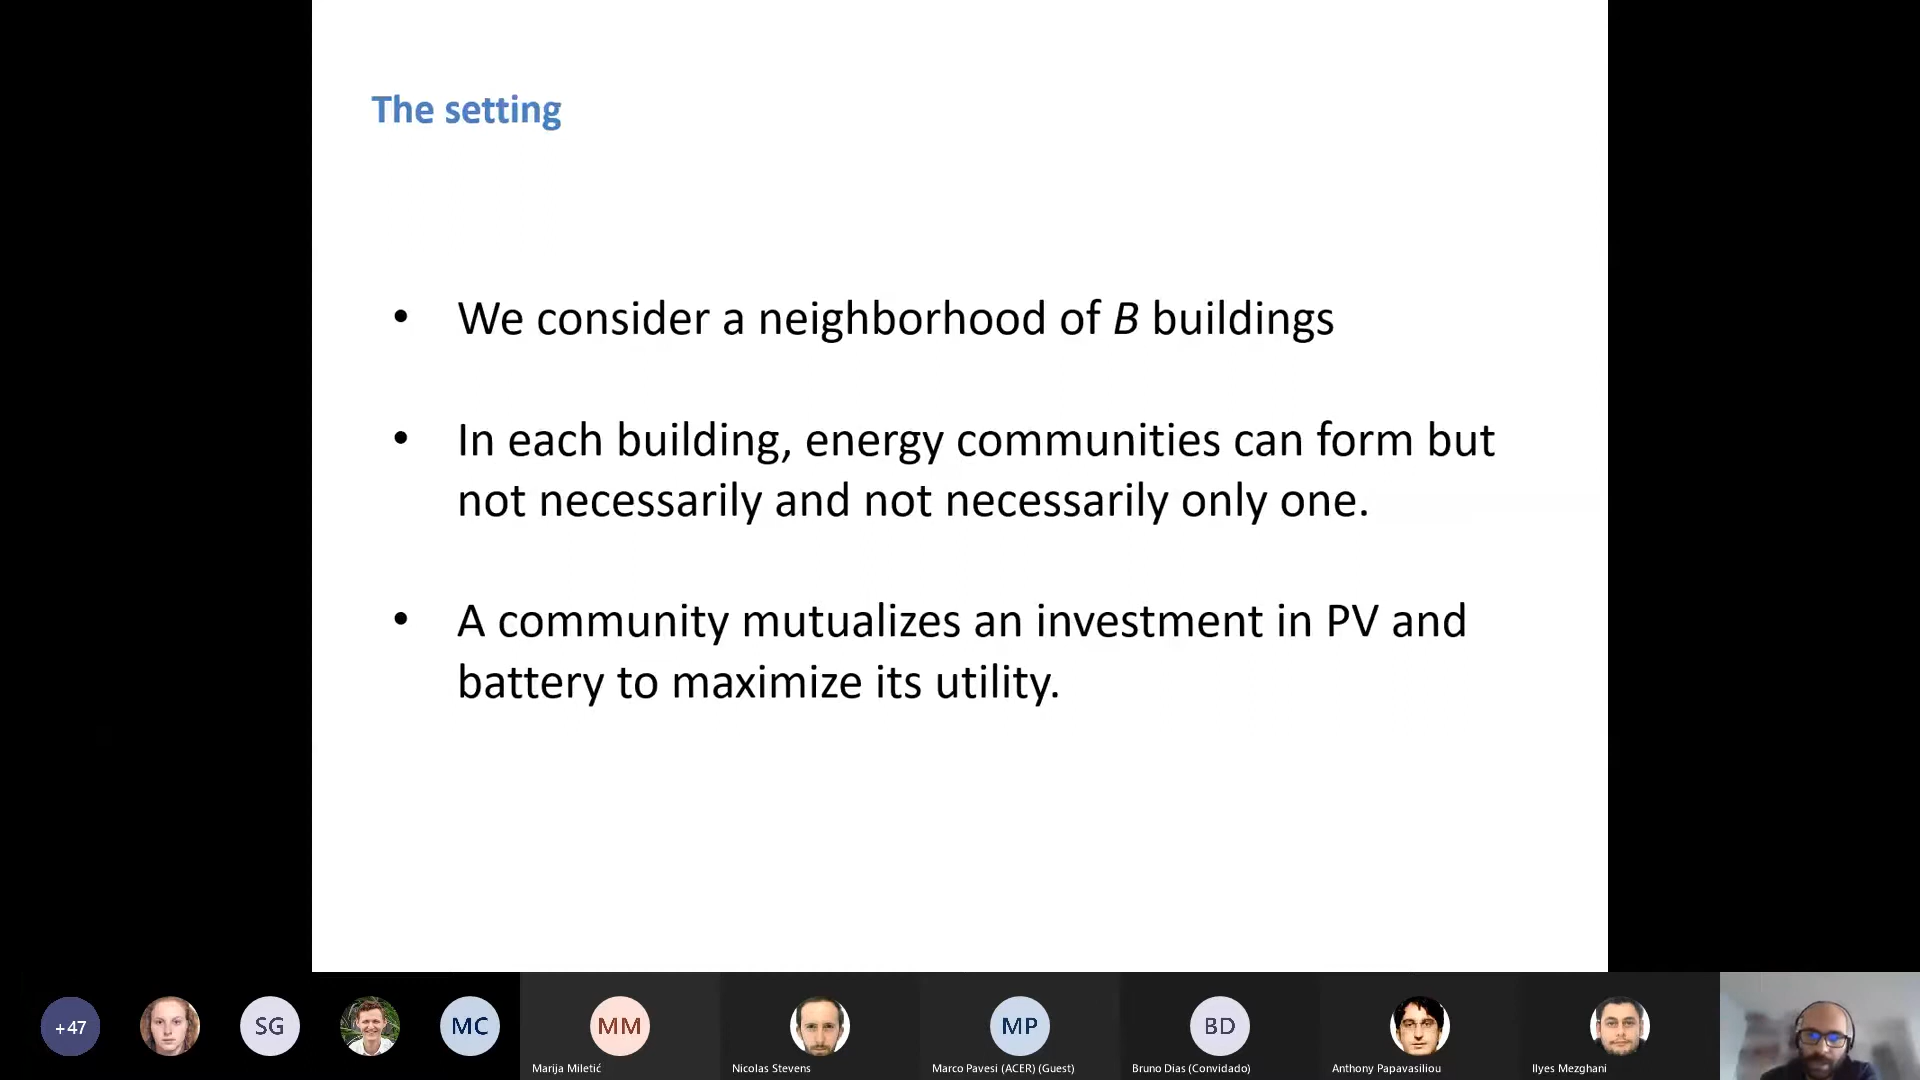 The setting
• We consider a neighborhood of B buildings
• In each building, energy communities can form but
not necessarily and not necessarily only one.
• A community mutualizes an investment in PV and
battery to maximize its utility.
+47
SG
MC
MM
MP
BD
Marija Miletić
Nicolas Stevens
Marco Pavesi (ACER) (Guest)
Bruno Dias (Convidado)
Anthony Papavasiliou
Ilyes Mezghani